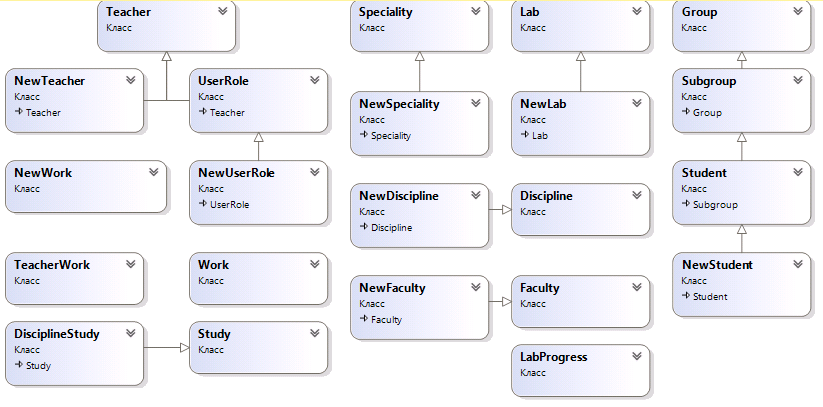 Teacher
Класс
Speciality
Класс
Lab
Класс
Group
Класс
NewTeacher
Класс
Teacher
UserRole
Класс
Teacher
NewSpeciality
Класс
Speciality
NewLab
Класс
Lab
Subgroup
Класс
Group
NewWork
Класс
NewUserRole
Класс
UserRole
NewDiscipline
Класс
Discipline
Discipline
Класс
Student
Класс
Subgroup
TeacherWork
Класс
Work
Класс
NewFaculty
Класс
Faculty
Faculty
Класс
NewStudent
Класс
Student
DisciplineStudy
Класс
Study
Study
Класс
LabProgress
Класс